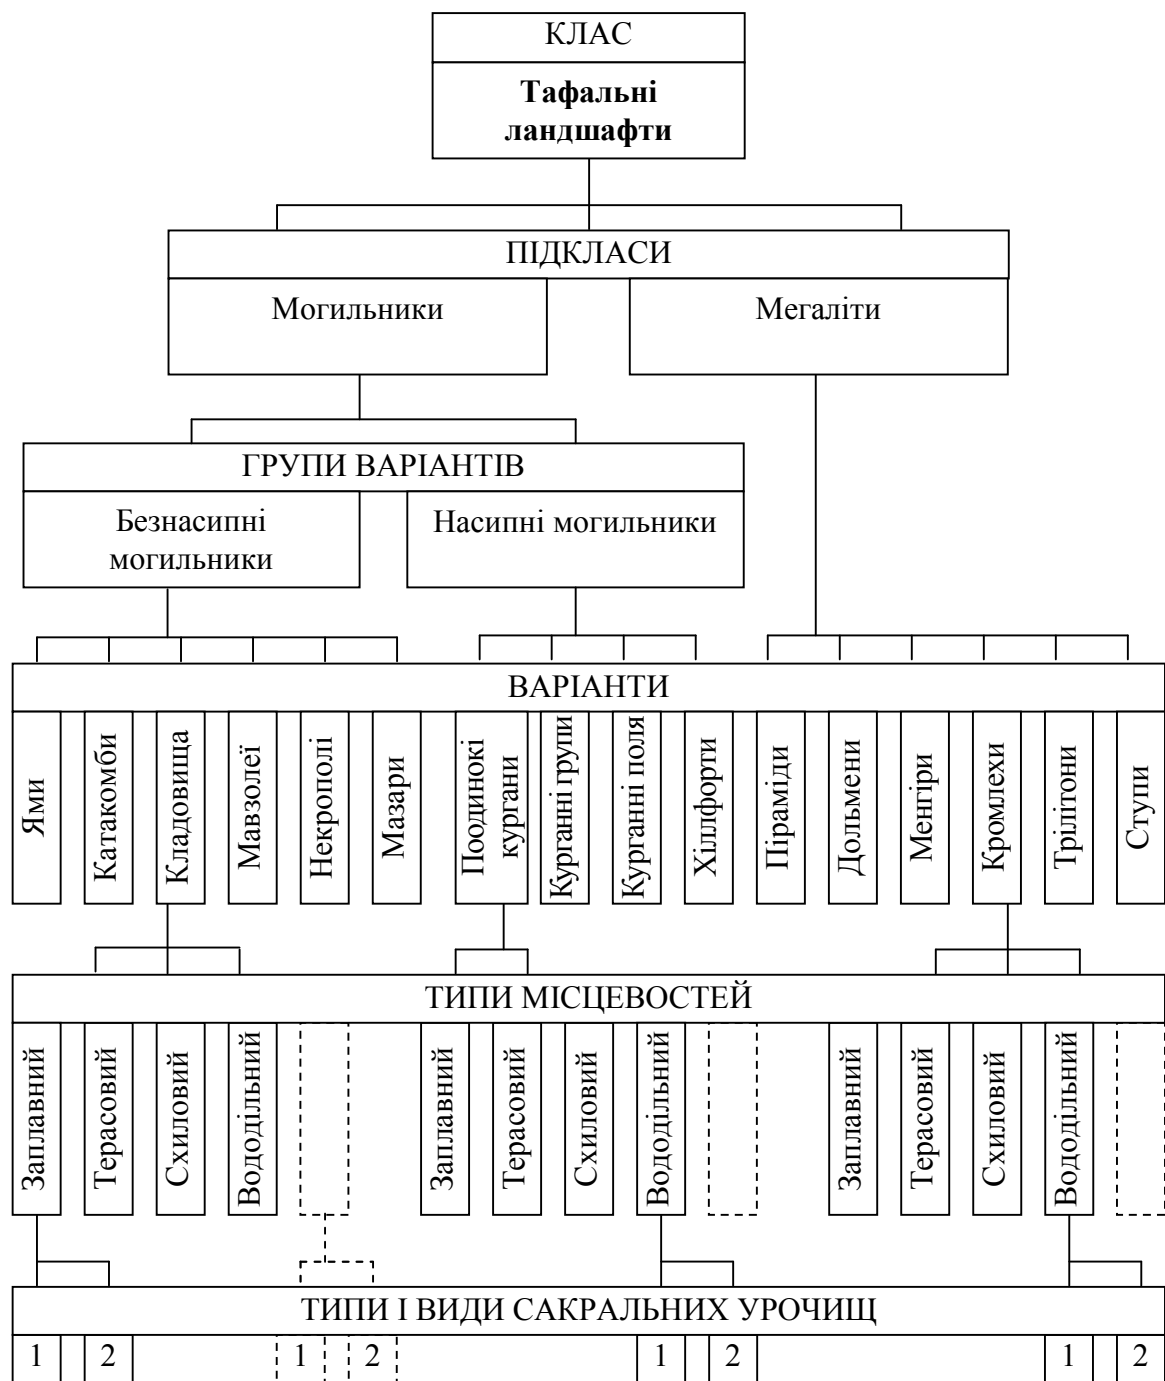 КЛАС
Тафальні
ландшафти
ПІДКЛАСИ
Могильники
Мегаліти
ГРУПИ ВАРІАНТІВ
Безнасипні
могильники
Насипні могильники
ВАРІАНТИ
Ями
Катакомби
Кладовища
Мавзолеї
Некрополі
Мазари
Поодинокі
кургани
Курганні групи
Курганні поля
Хіллфорти
Піраміди
Дольмени
Менгіри
Кромлехи
Трілітони
Ступи
ТИПИ МІСЦЕВОСТЕЙ
Заплавний
Терасовий
Схиловий
Вододільний
Заплавний
Терасовий
Схиловий
Вододільний
Заплавний
Терасовий
Схиловий
Вододільний
ТИПИ І ВИДИ САКРАЛЬНИХ УРОЧИЩ
1
2
1
2
1
2
1
2